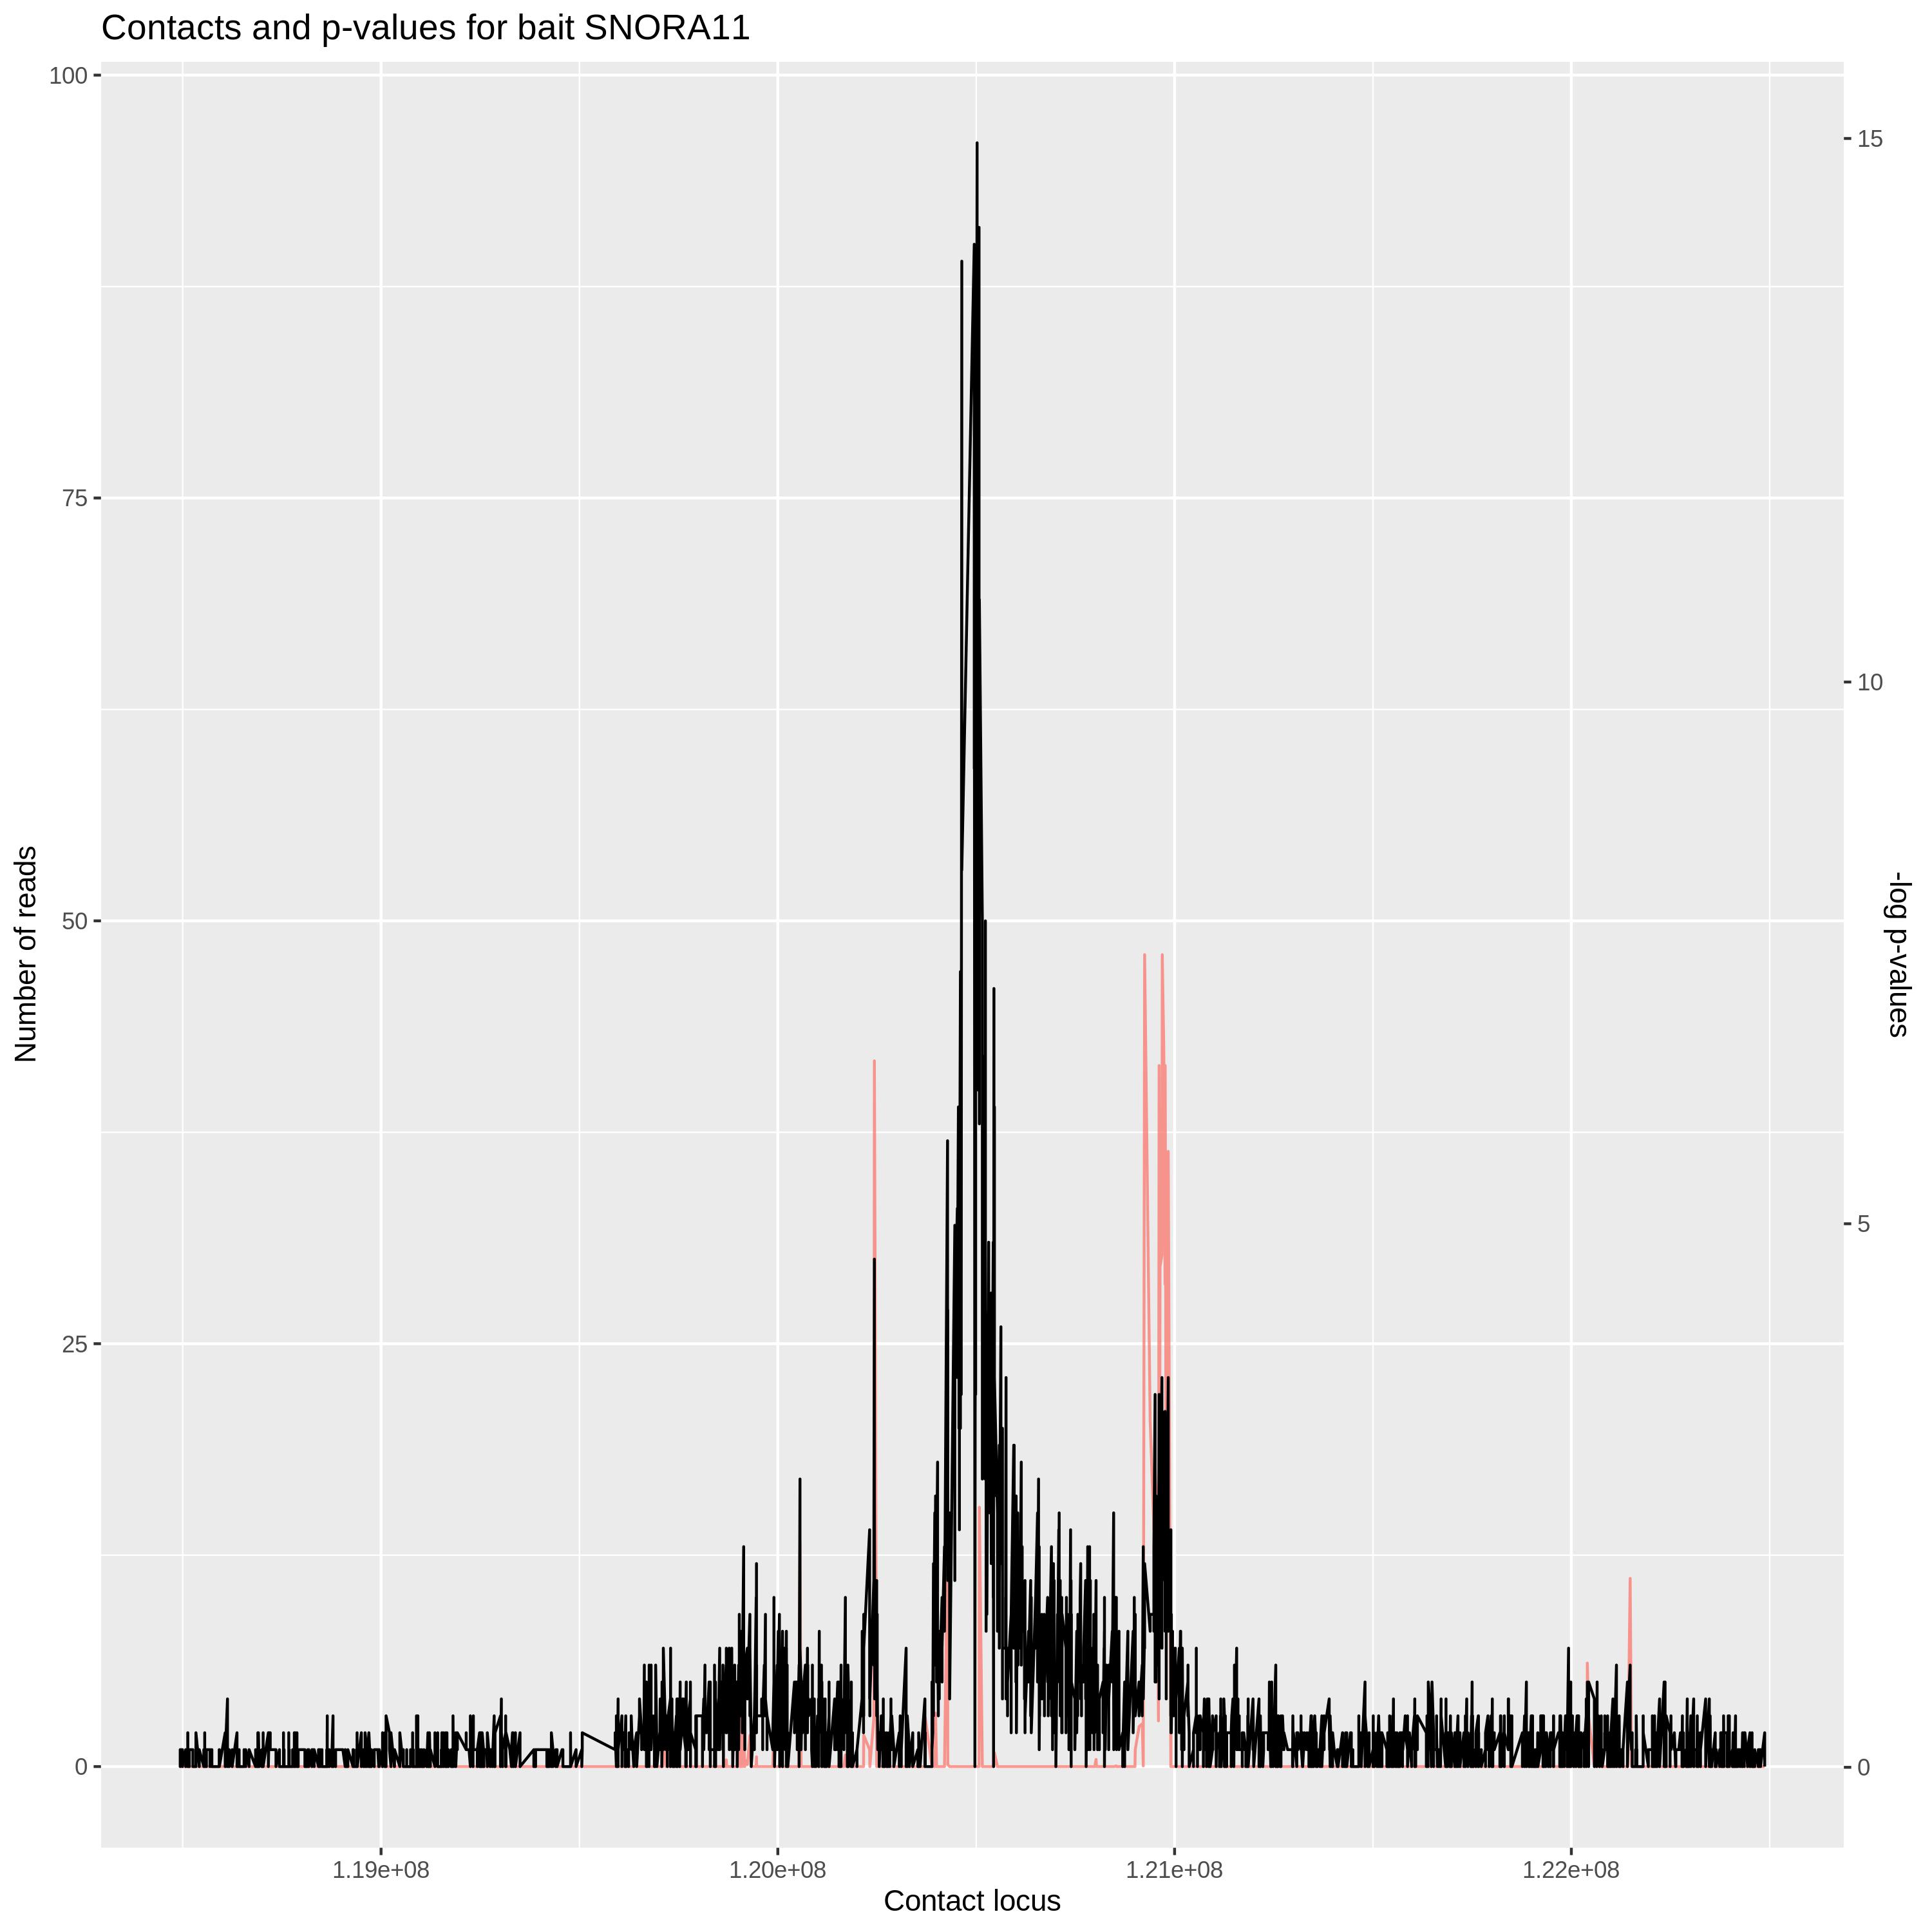 Contacts and p-values for bait SNORA11
100
75
50
25
0
Number of reads
15
10
5
0
-log p-values
1.19e+08
1.20e+08
1.21e+08
1.22e+08
Contact locus